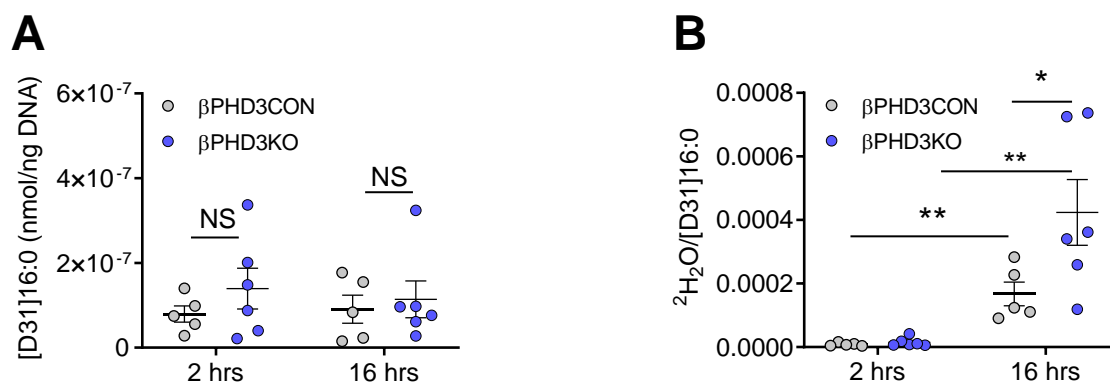 A
[D31]16:0 (nmol/ng DNA)
6×10⁻⁷
4×10⁻⁷
2×10⁻⁷
0
βPHD3CON
βPHD3KO
NS
NS
2 hrs
16 hrs
B
²H₂O/[D31]16:0
0.0008
0.0006
0.0004
0.0002
0.0000
βPHD3CON
βPHD3KO
*
**
**
2 hrs
16 hrs